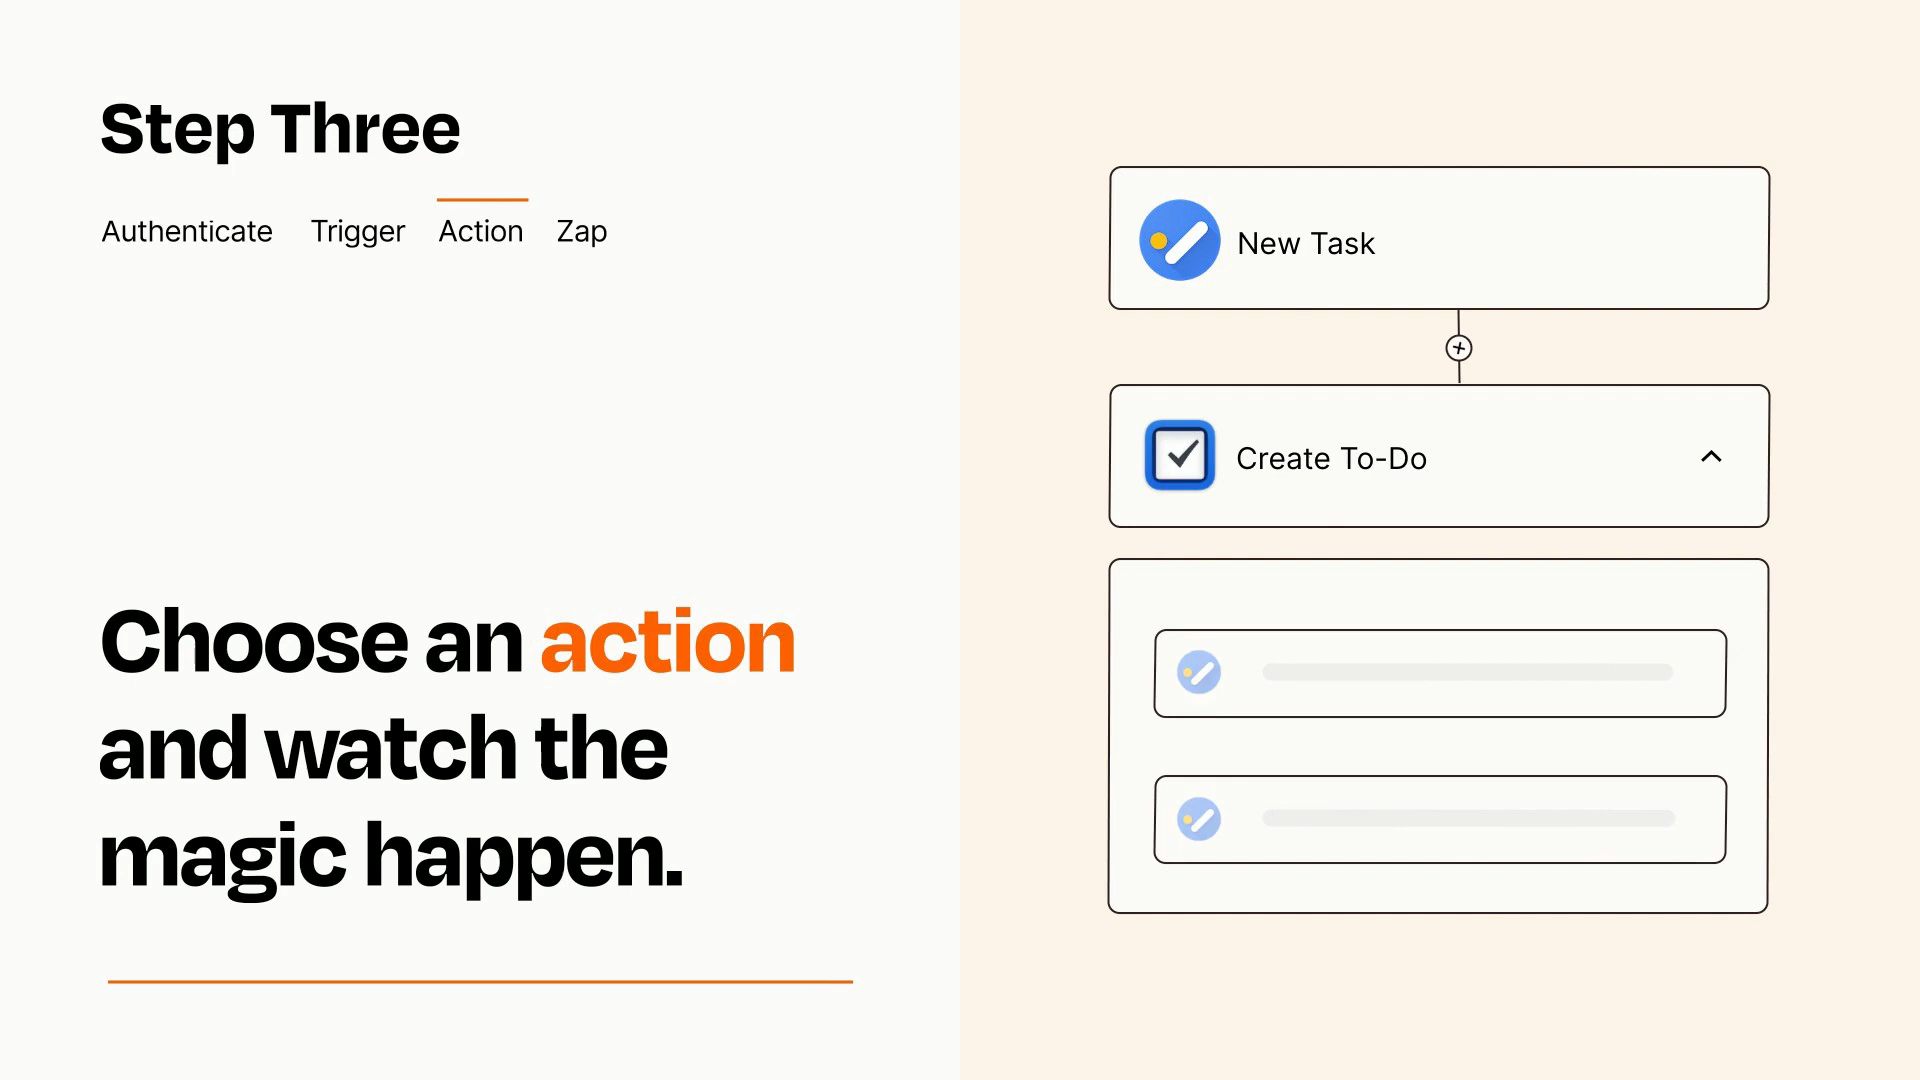 Step Three
Authenticate Trigger Action Zap
Choose an action
and watch the
magic happen.
New Task
Create To-Do